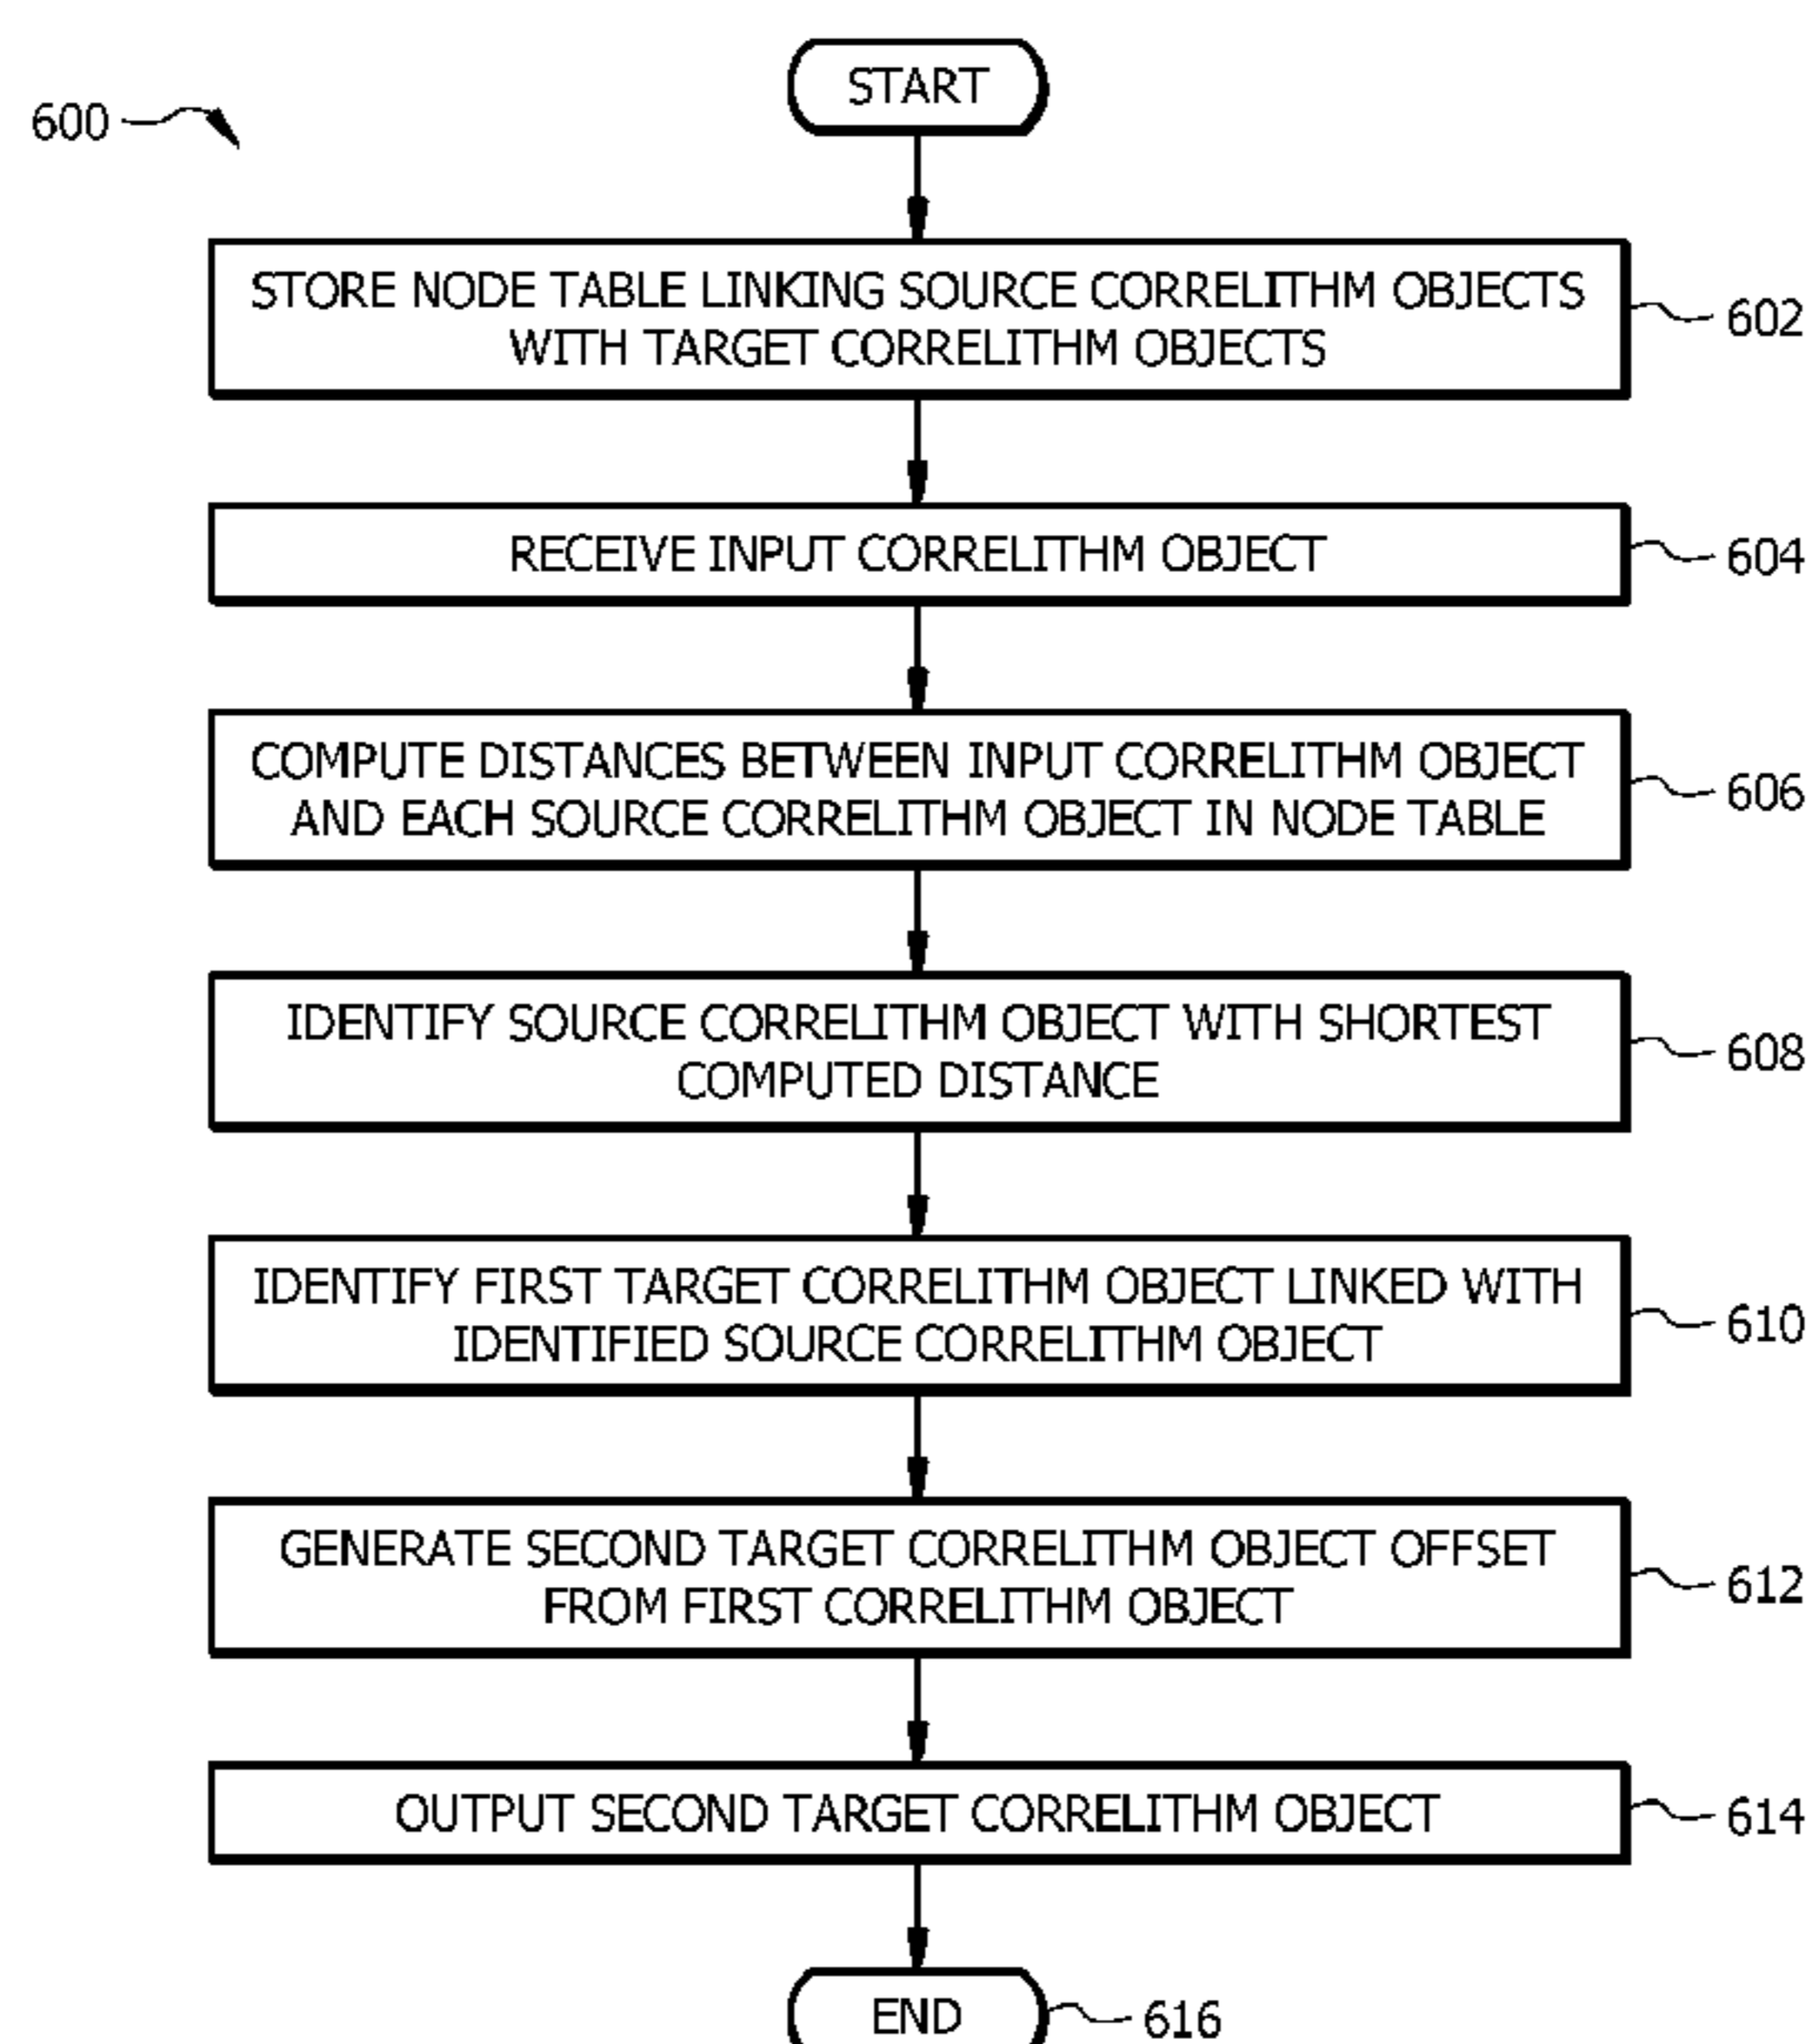 START
600
STORE NODE TABLE LINKING SOURCE CORRELITHM OBJECTS
WITH TARGET CORRELITHM OBJECTS
602
RECEIVE INPUT CORRELITHM OBJECT
604
COMPUTE DISTANCES BETWEEN INPUT CORRELITHM OBJECT
AND EACH SOURCE CORRELITHM OBJECT IN NODE TABLE
606
IDENTIFY SOURCE CORRELITHM OBJECT WITH SHORTEST
COMPUTED DISTANCE
608
IDENTIFY FIRST TARGET CORRELITHM OBJECT LINKED WITH
IDENTIFIED SOURCE CORRELITHM OBJECT
610
GENERATE SECOND TARGET CORRELITHM OBJECT OFFSET
FROM FIRST CORRELITHM OBJECT
612
OUTPUT SECOND TARGET CORRELITHM OBJECT
614
END
616